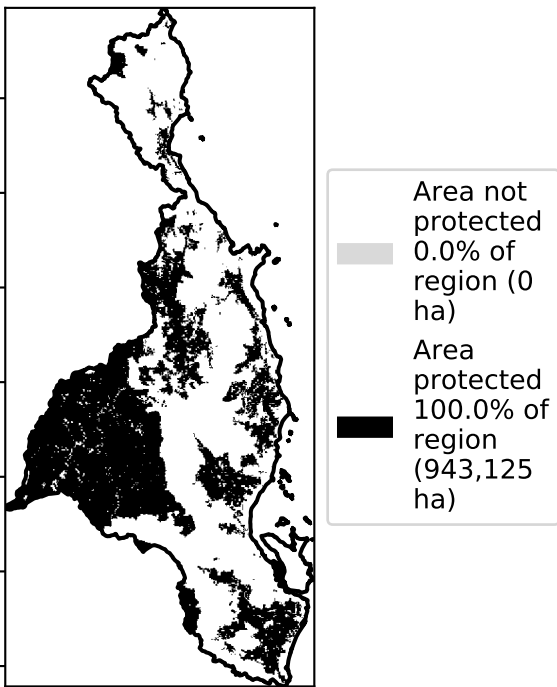 Area not
protected
0.0% of
region (0
ha)
Area
protected
100.0% of
region
(943,125
ha)